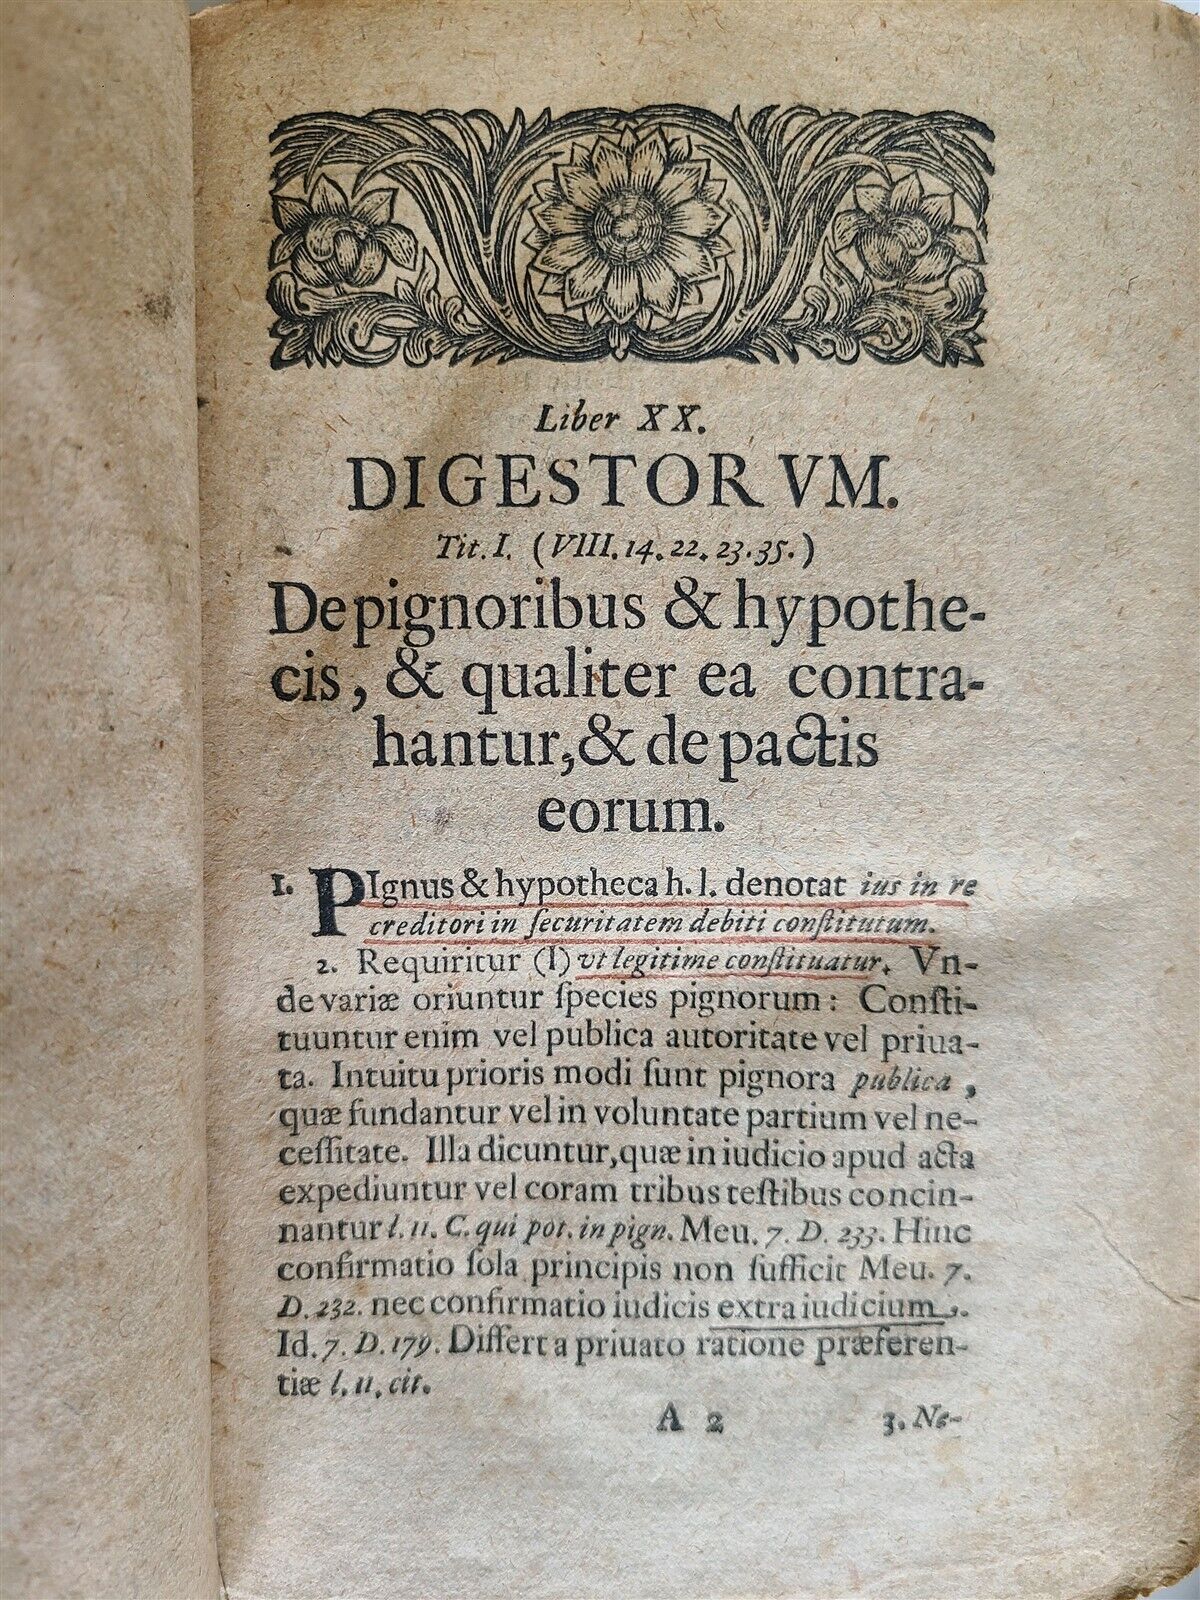 Liber XX.
DIGESTORVM.
Tit. I. (VIII. 14. 22. 23. 35.)
De pignoribus & hypothe-
cis, & qualiter ea contra-
hantur, & de pactis
eorum.
1. PIgnus & hypotheca h. l. denotat ius in re
creditori in ſecuritatem debiti conſtitutum.
2. Requiritur (I) vt legitime conſtituatur. Vn-
de variæ oriuntur ſpecies pignorum: Conſti-
tuuntur enim vel publica autoritate vel priua-
ta. Intuitu prioris modi ſunt pignora publica,
quæ fundantur vel in voluntate partium vel ne-
ceſſitate. Illa dicuntur, quæ in iudicio apud acta
expediuntur vel coram tribus teſtibus concin-
nantur l. 11. C. qui pot. in pign. Meu. 7. D. 233. Hinc
confirmatio ſola principis non ſufficit Meu. 7.
D. 232. nec confirmatio iudicis extra iudicium.
Id. 7. D. 179. Differt a priuato ratione præferen-
tiæ l. 11. cit.
A 2 3. Ne-